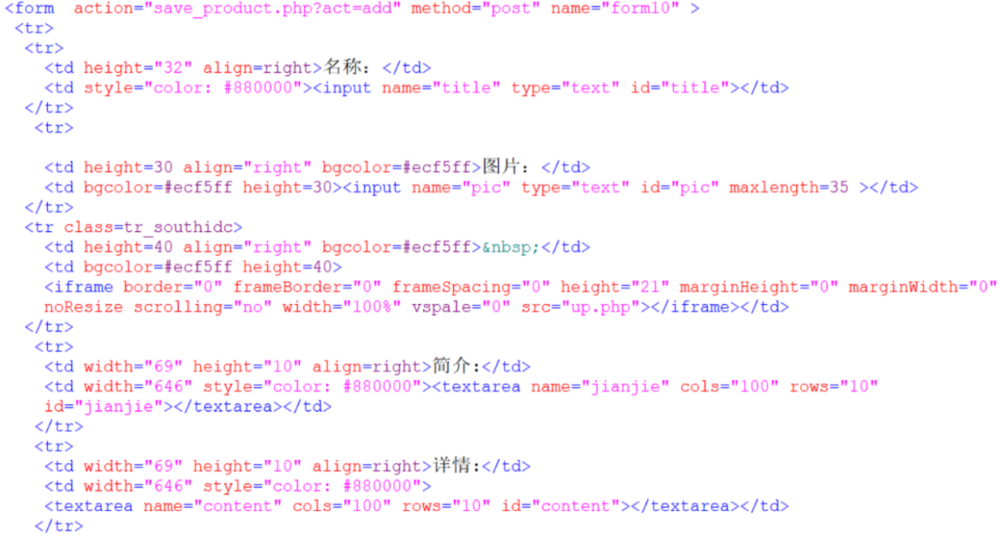 <form  action="save_product.php?act=add" method="post" name="form10" >
<tr>
<tr>
<td height="32" align=right>名称：</td>
<td style="color: #880000"><input name="title" type="text" id="title"></td>
</tr>
<tr>
<td height=30 align="right" bgcolor=#ecf5ff>图片：</td>
<td bgcolor=#ecf5ff height=30><input name="pic" type="text" id="pic" maxlength=35 ></td>
</tr>
<tr class=tr_southidc>
<td height=40 align="right" bgcolor=#ecf5ff>&nbsp;</td>
<td bgcolor=#ecf5ff height=40>
<iframe border="0" frameBorder="0" frameSpacing="0" height="21" marginHeight="0" marginWidth="0"
noResize scrolling="no" width="100%" vspale="0" src="up.php"></iframe></td>
</tr>
<tr>
<td width="69" height="10" align=right>简介:</td>
<td width="646" style="color: #880000"><textarea name="jianjie" cols="100" rows="10"
id="jianjie"></textarea></td>
</tr>
<tr>
<td width="69" height="10" align=right>详情:</td>
<td width="646" style="color: #880000">
<textarea name="content" cols="100" rows="10" id="content"></textarea></td>
</tr>